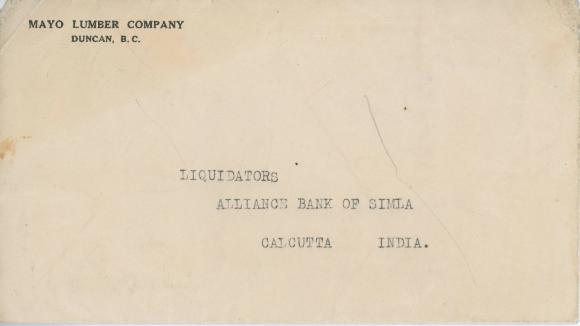 MAYO LUMBER COMPANY
DUNCAN, B. C.
LIQUIDATORS
ALLIANCE BANK OF SIMLA
CALCUTTA INDIA.